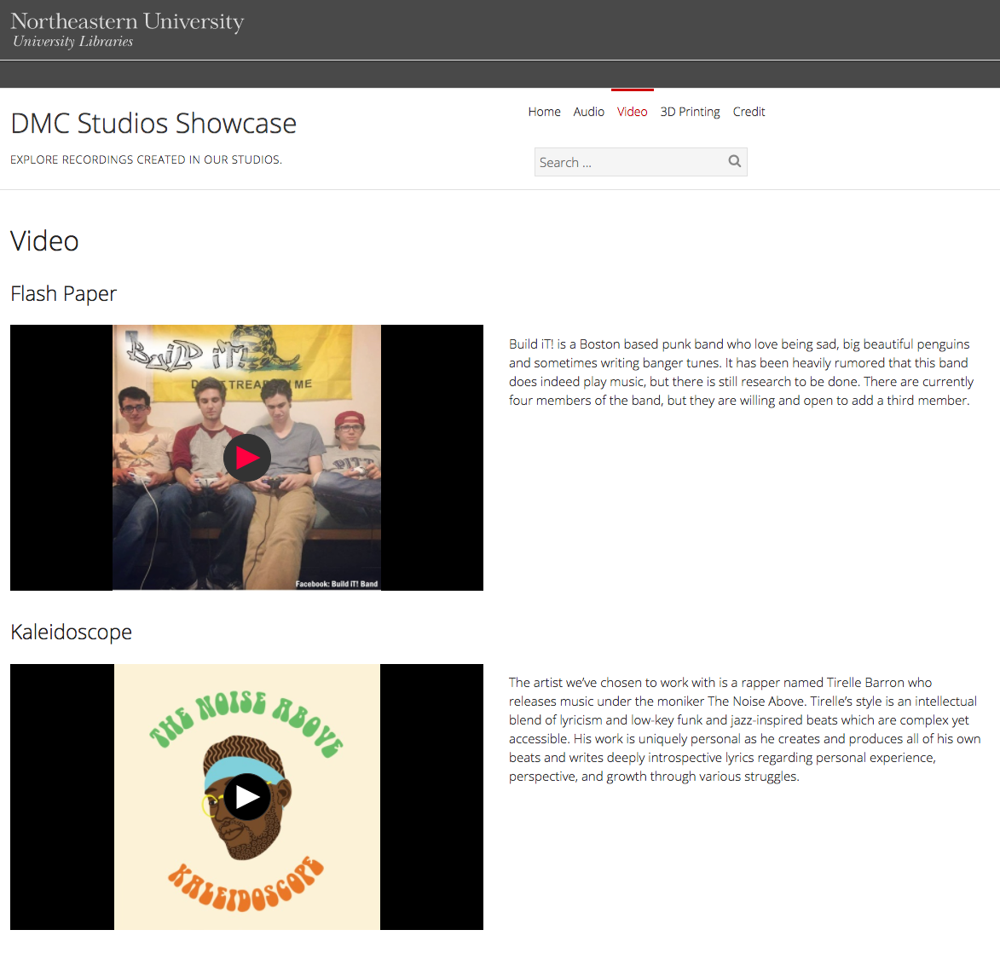 Northeastern University
University Libraries
DMC Studios Showcase
EXPLORE RECORDINGS CREATED IN OUR STUDIOS.
Home Audio Video 3D Printing Credit
Search ...
Video
Flash Paper
BuiLD iT!
DON'T TREAD ON ME
PITT
Facebook: Build iT! Band
Build iT! is a Boston based punk band who love being sad, big beautiful penguins
and sometimes writing banger tunes. It has been heavily rumored that this band
does indeed play music, but there is still research to be done. There are currently
four members of the band, but they are willing and open to add a third member.
Kaleidoscope
THE NOISE ABOVE
KALEIDOSCOPE
The artist we’ve chosen to work with is a rapper named Tirelle Barron who
releases music under the moniker The Noise Above. Tirelle’s style is an intellectual
blend of lyricism and low-key funk and jazz-inspired beats which are complex yet
accessible. His work is uniquely personal as he creates and produces all of his own
beats and writes deeply introspective lyrics regarding personal experience,
perspective, and growth through various struggles.